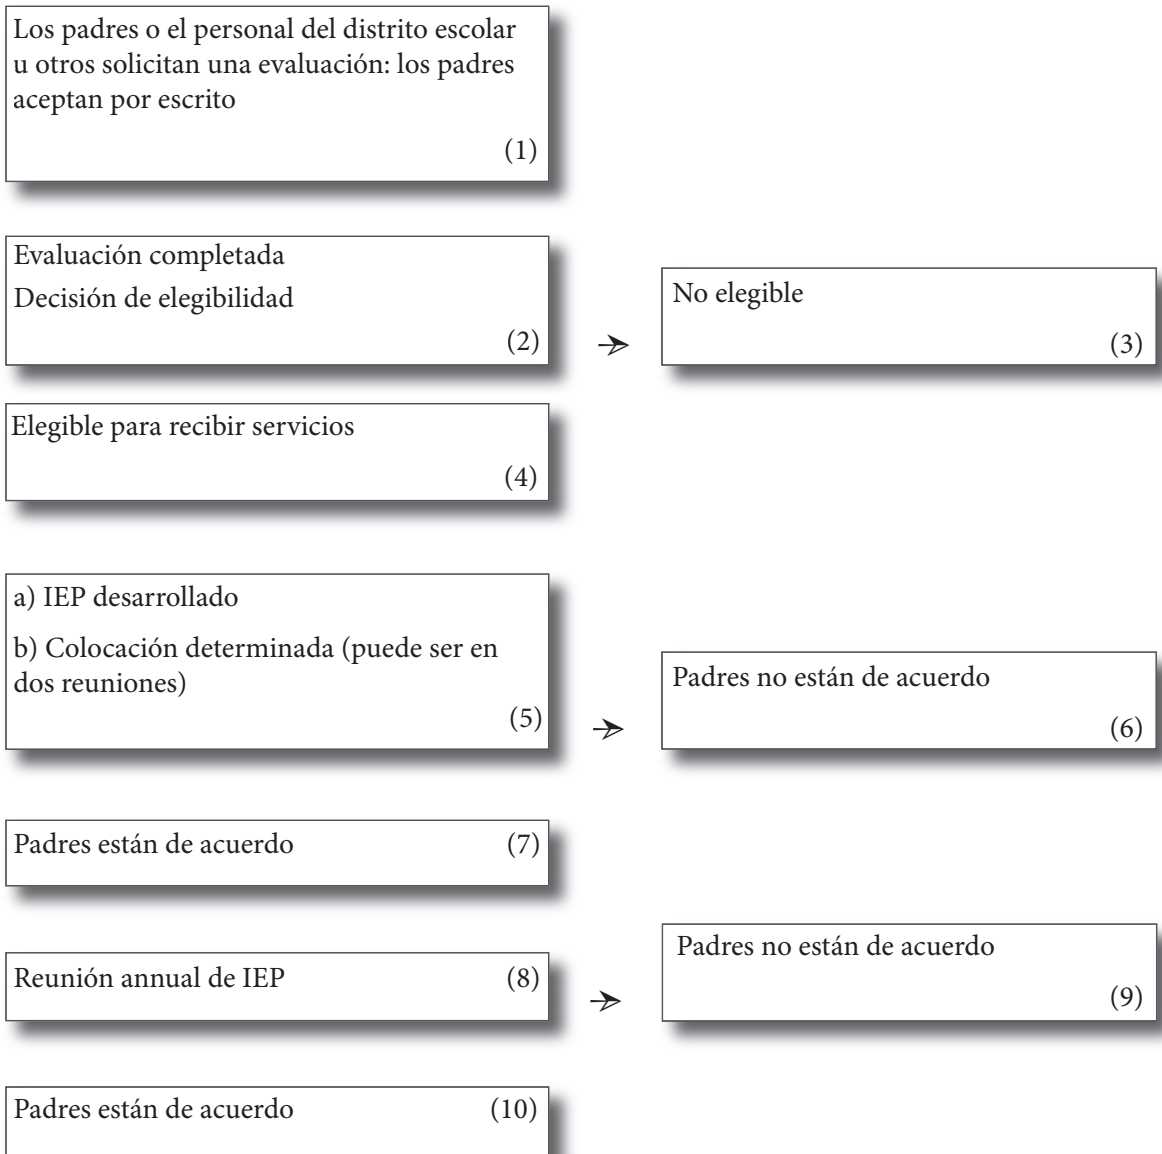 Los padres o el personal del distrito escolar
u otros solicitan una evaluación: los padres
aceptan por escrito
(1)
Evaluación completada
Decisión de elegibilidad
(2)
No elegible
(3)
Elegible para recibir servicios
(4)
a) IEP desarrollado
b) Colocación determinada (puede ser en
dos reuniones)
(5)
Padres no están de acuerdo
(6)
Padres están de acuerdo (7)
Reunión annual de IEP (8)
Padres no están de acuerdo
(9)
Padres están de acuerdo (10)